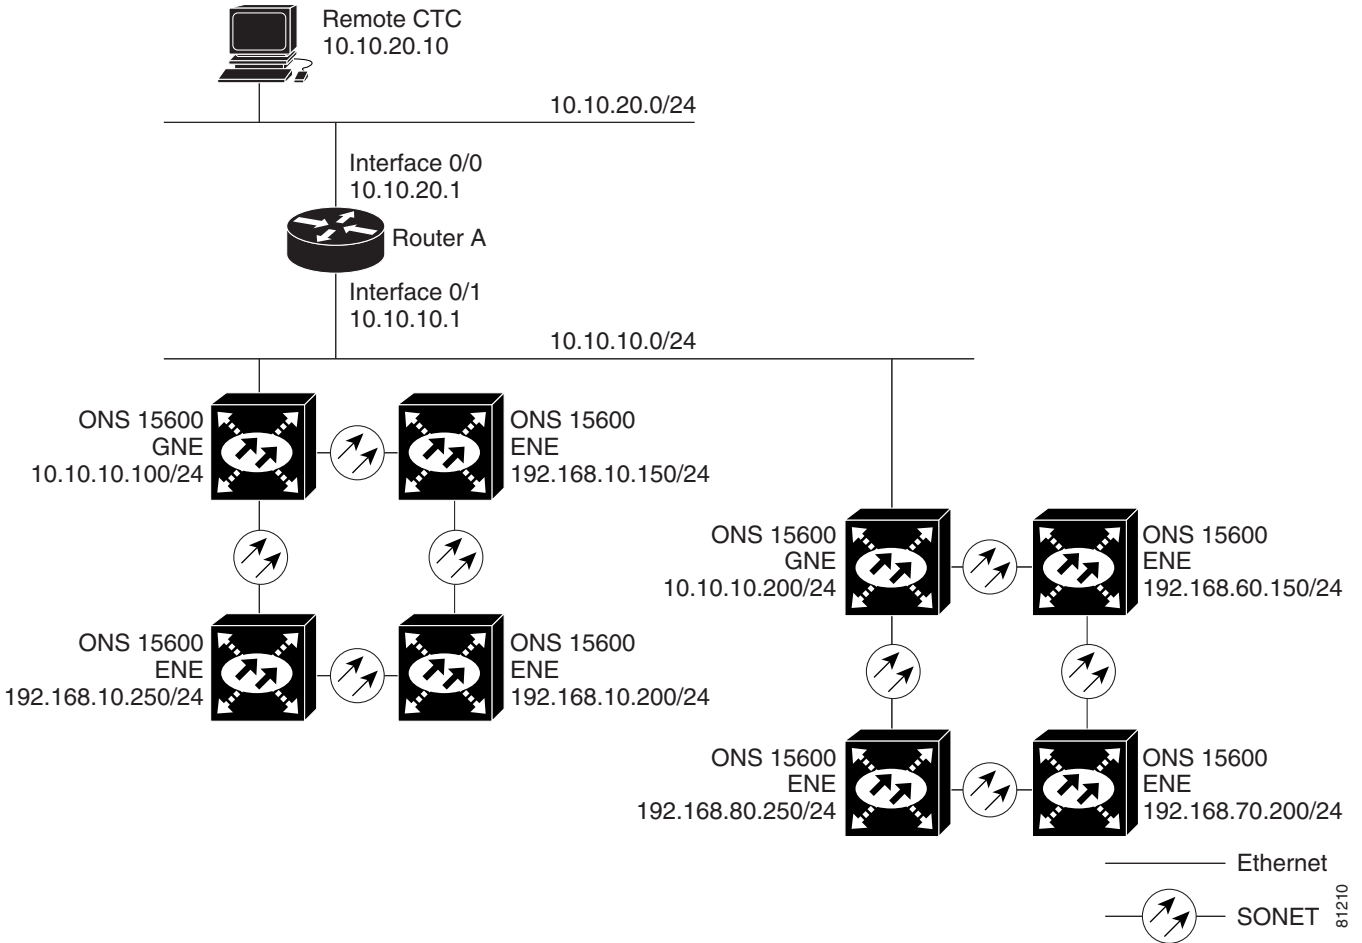 Remote CTC
10.10.20.10
10.10.20.0/24
Interface 0/0
10.10.20.1
Router A
Interface 0/1
10.10.10.1
10.10.10.0/24
ONS 15600
GNE
10.10.10.100/24
ONS 15600
ENE
192.168.10.150/24
ONS 15600
GNE
10.10.10.200/24
ONS 15600
ENE
192.168.60.150/24
ONS 15600
ENE
192.168.10.250/24
ONS 15600
ENE
192.168.10.200/24
ONS 15600
ENE
192.168.80.250/24
ONS 15600
ENE
192.168.70.200/24
Ethernet
SONET
81210